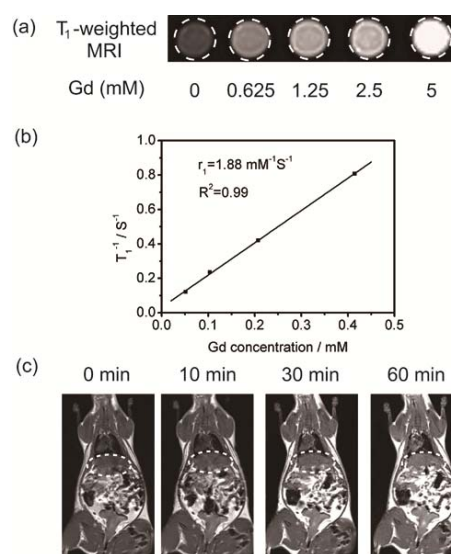 (a) T₁-weighted
MRI
Gd (mM) 0 0.625 1.25 2.5 5
(b)
r₁=1.88 mM⁻¹S⁻¹
R²=0.99
T₁⁻¹ / S⁻¹
1.0
0.8
0.6
0.4
0.2
0.0
0.0 0.1 0.2 0.3 0.4 0.5
Gd concentration / mM
(c)
0 min 10 min 30 min 60 min